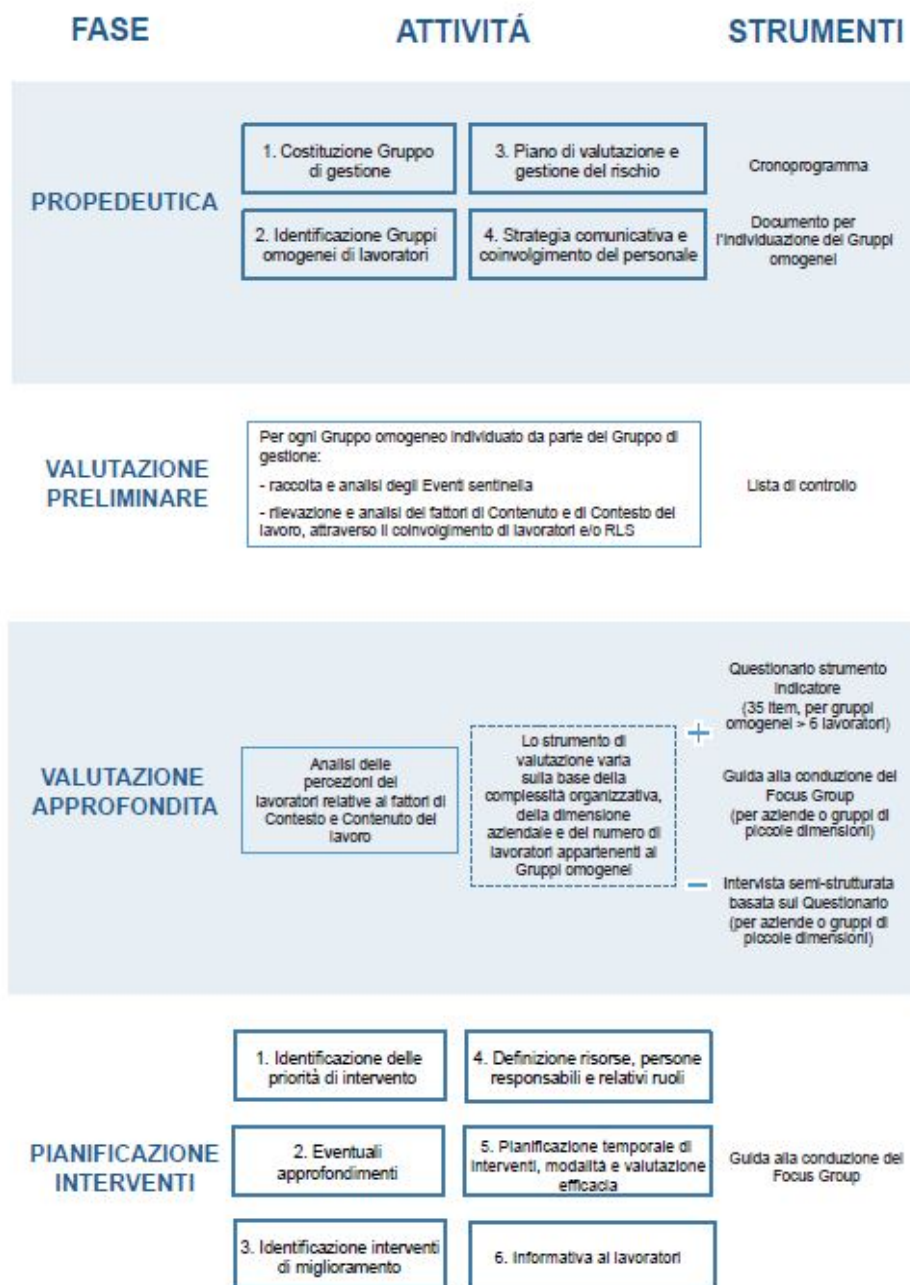 FASE
ATTIVITÁ
STRUMENTI
PROPEDEUTICA
1. Costituzione Gruppo
di gestione
2. Identificazione Gruppi
omogenei di lavoratori
3. Piano di valutazione e
gestione del rischio
4. Strategia comunicativa e
coinvolgimento del personale
Cronoprogramma
Documento per
l'individuazione dei Gruppi
omogenei
VALUTAZIONE
PRELIMINARE
Per ogni Gruppo omogeneo individuato da parte del Gruppo di
gestione:
- raccolta e analisi degli Eventi sentinella
- rilevazione e analisi dei fattori di Contenuto e di Contesto del
lavoro, attraverso il coinvolgimento di lavoratori e/o RLS
Lista di controllo
VALUTAZIONE
APPROFONDITA
Analisi delle
percezioni dei
lavoratori relative ai fattori di
Contesto e Contenuto del
lavoro
Lo strumento di
valutazione varia
sulla base della
complessità organizzativa,
della dimensione
aziendale e del numero di
lavoratori appartenenti ai
Gruppi omogenei
+
Questionario strumento
indicatore
(35 item, per gruppi
omogenei > 6 lavoratori)
Guida alla conduzione del
Focus Group
(per aziende o gruppi di
piccole dimensioni)
–
Intervista semi-strutturata
basata sul Questionario
(per aziende o gruppi di
piccole dimensioni)
PIANIFICAZIONE
INTERVENTI
1. Identificazione delle
priorità di intervento
2. Eventuali
approfondimenti
3. Identificazione interventi
di miglioramento
4. Definizione risorse, persone
responsabili e relativi ruoli
5. Pianificazione temporale di
interventi, modalità e valutazione
efficacia
6. Informativa ai lavoratori
Guida alla conduzione del
Focus Group